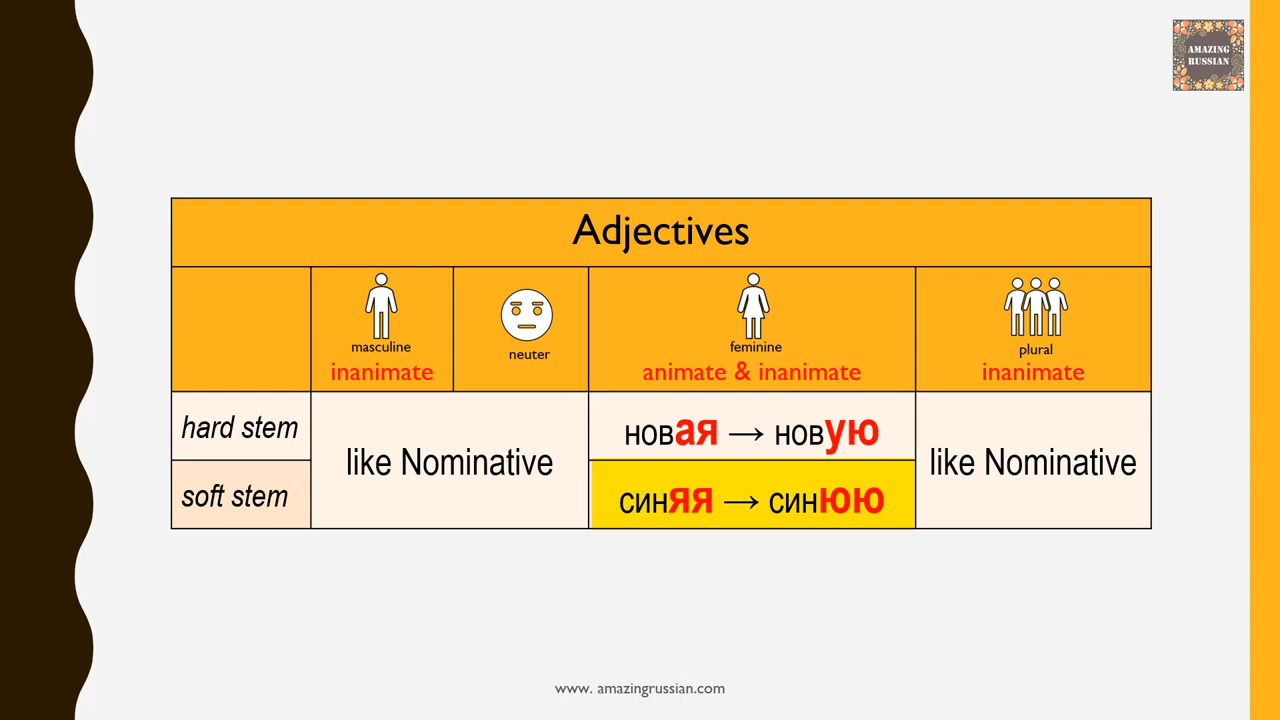 AMAZING
RUSSIAN
Adjectives
masculine
inanimate
neuter
feminine
animate & inanimate
plural
inanimate
hard stem
like Nominative
новая → новую
like Nominative
soft stem
синяя → синюю
www. amazingrussian.com